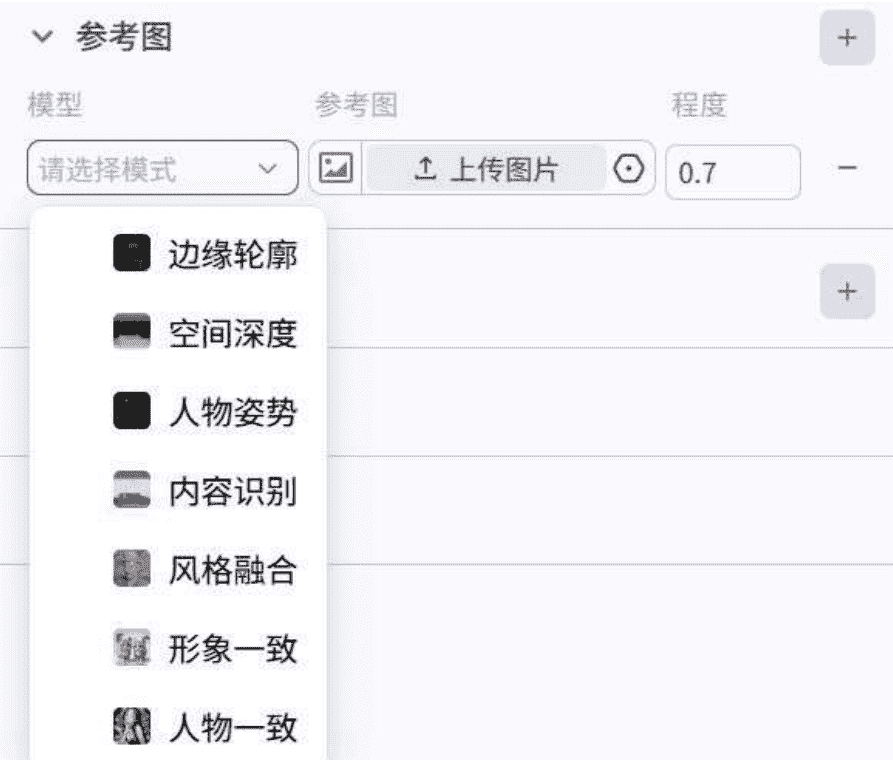 参考图
模型 参考图 程度
请选择模式 上传图片 0.7
边缘轮廓
空间深度
人物姿势
内容识别
风格融合
形象一致
人物一致